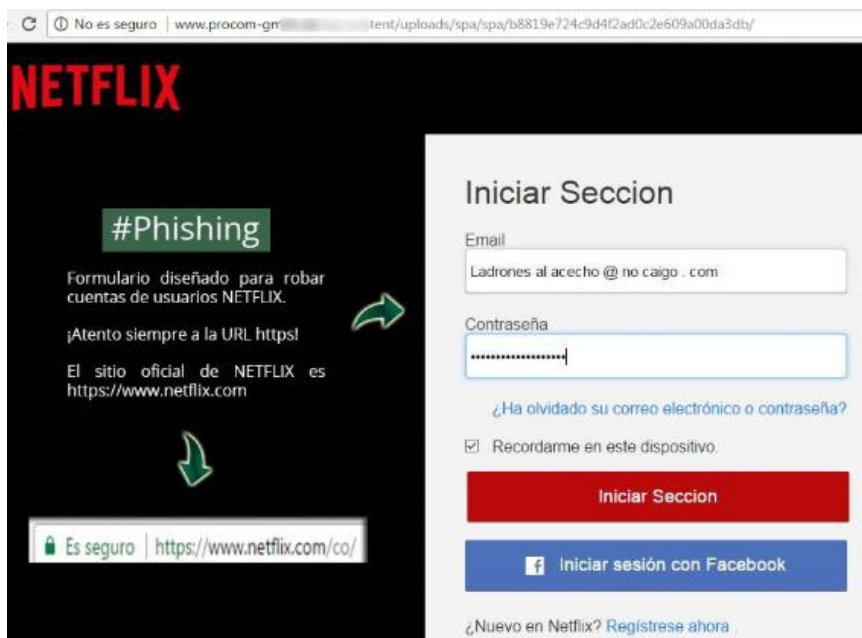 No es seguro | www.procom-gm tent/uploads/spa/spa/b8819e724c9d4f2ad0c2e609a00da3db/
NETFLIX
#Phishing
Formulario diseñado para robar
cuentas de usuarios NETFLIX.
¡Atento siempre a la URL https!
El sitio oficial de NETFLIX es
https://www.netflix.com
Es seguro | https://www.netflix.com/co/
Iniciar Seccion
Email
Ladrones al acecho @ no caigo . com
Contraseña
¿Ha olvidado su correo electrónico o contraseña?
Recordarme en este dispositivo.
Iniciar Seccion
f Iniciar sesión con Facebook
¿Nuevo en Netflix? Regístrese ahora .